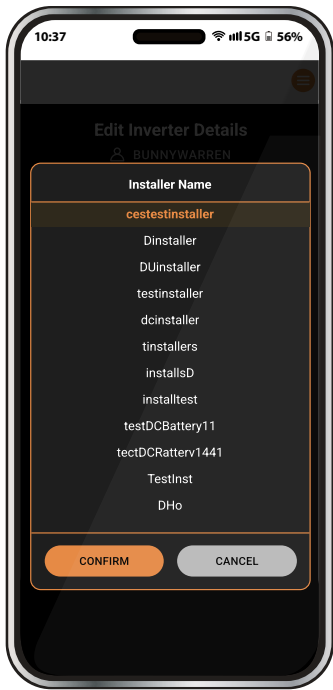 10:37
5G 56%
Edit Inverter Details
BUNNYWARREN
Installer Name
cestestinstaller
Dinstaller
DUinstaller
testinstaller
dcinstaller
tinstallers
installsD
installtest
testDCBattery11
tectDCRatterv1441
TestInst
DHo
CONFIRM
CANCEL